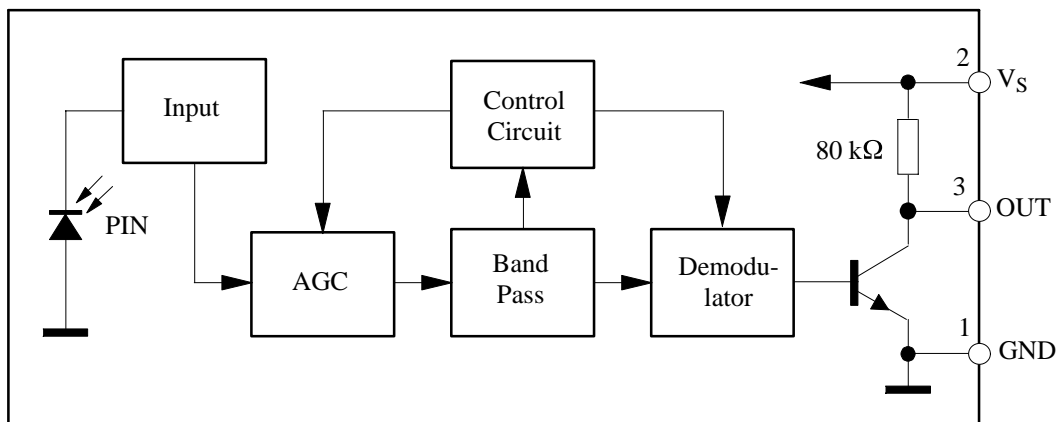 2
V_S
Input
Control
Circuit
80 kΩ
3
PIN
OUT
AGC
Band
Pass
Demodu-
lator
1
GND